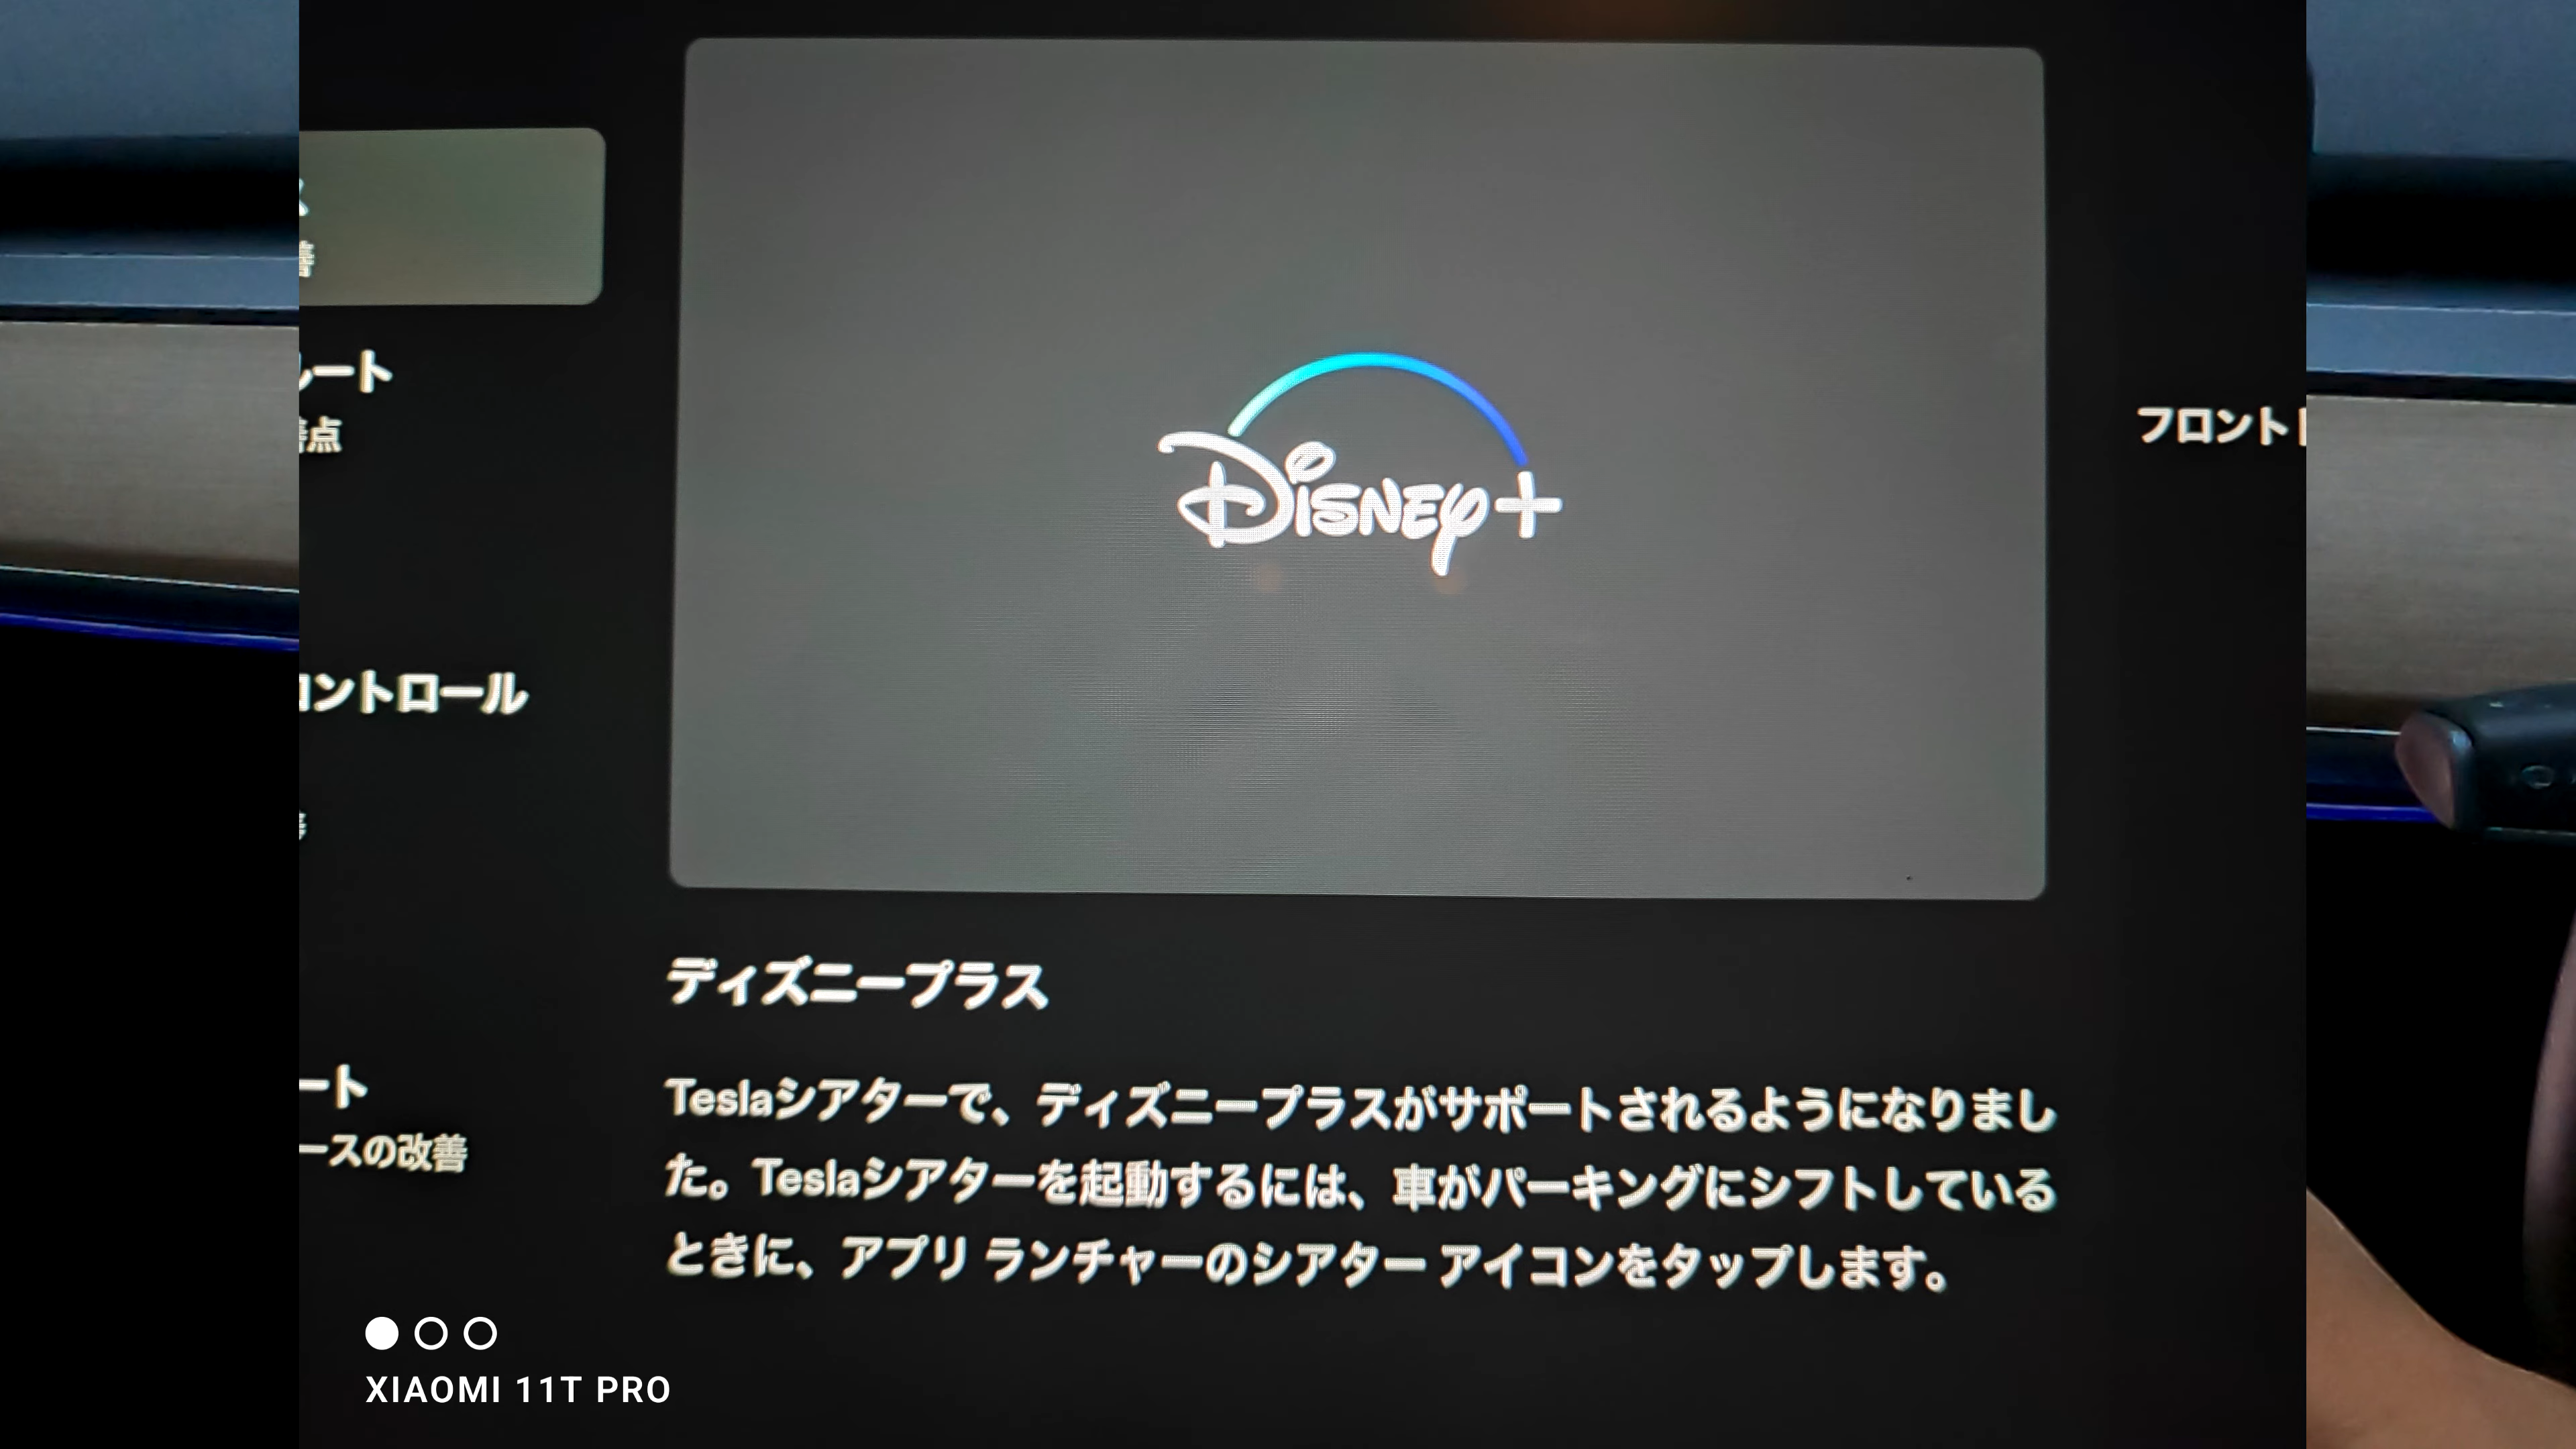 ート
点
コントロール
ート
ースの改善
Disney+
ディズニープラス
Teslaシアターで、ディズニープラスがサポートされるようになりまし
た。Teslaシアターを起動するには、車がパーキングにシフトしている
ときに、アプリ ランチャーのシアター アイコンをタップします。
フロント
XIAOMI 11T PRO